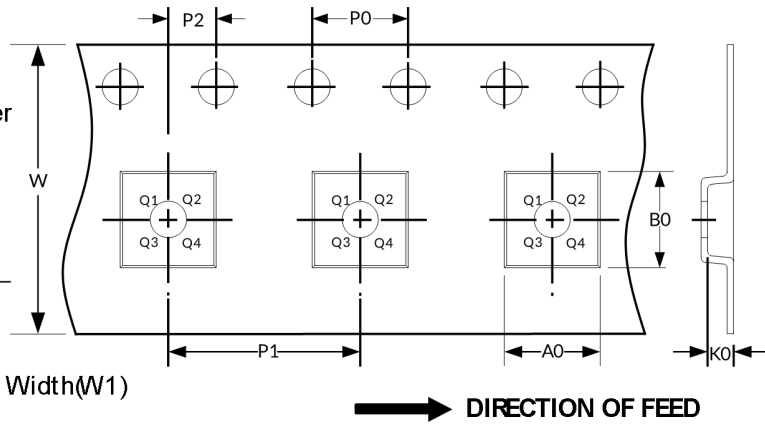 P2
P0
er
W
Q1 Q2
Q3 Q4
Q1 Q2
Q3 Q4
Q1 Q2
Q3 Q4
B0
P1
A0
K0
Width(W1)
DIRECTION OF FEED